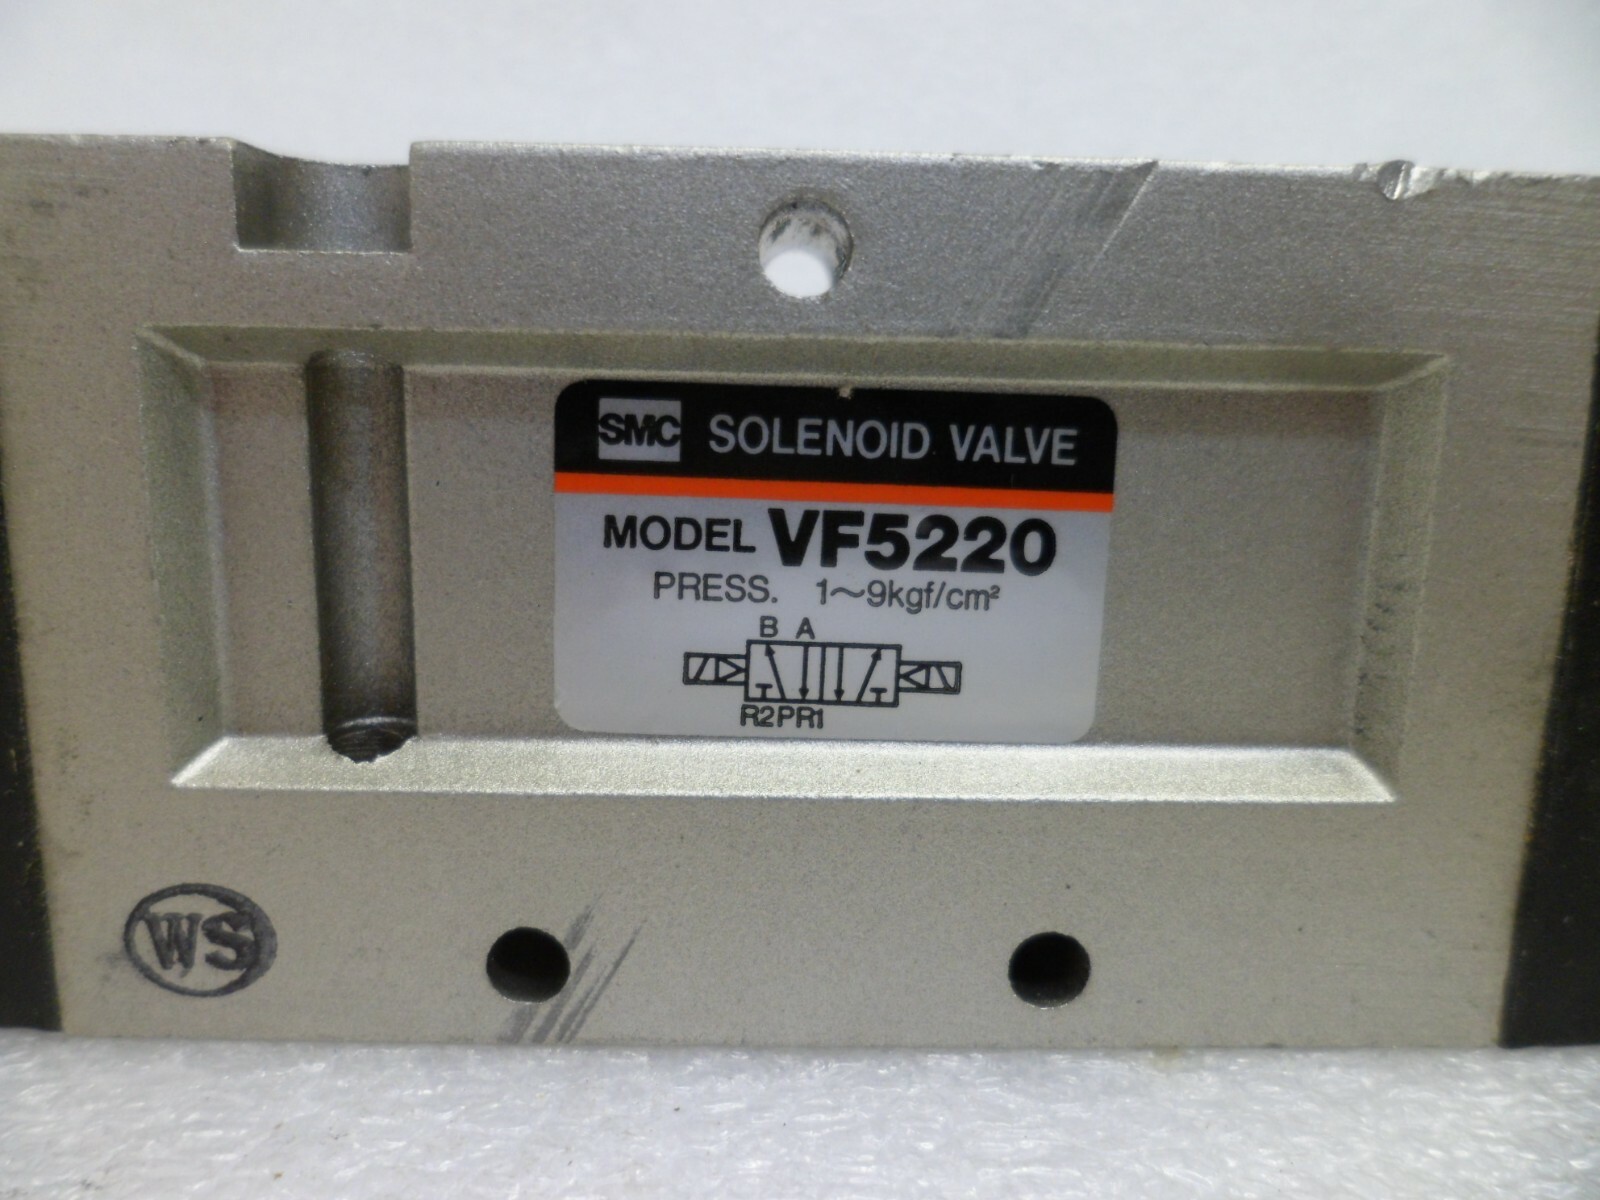 SMC SOLENOID VALVE
MODEL VF5220
PRESS. 1~9kgf/cm²
B A
R2PR1
WS